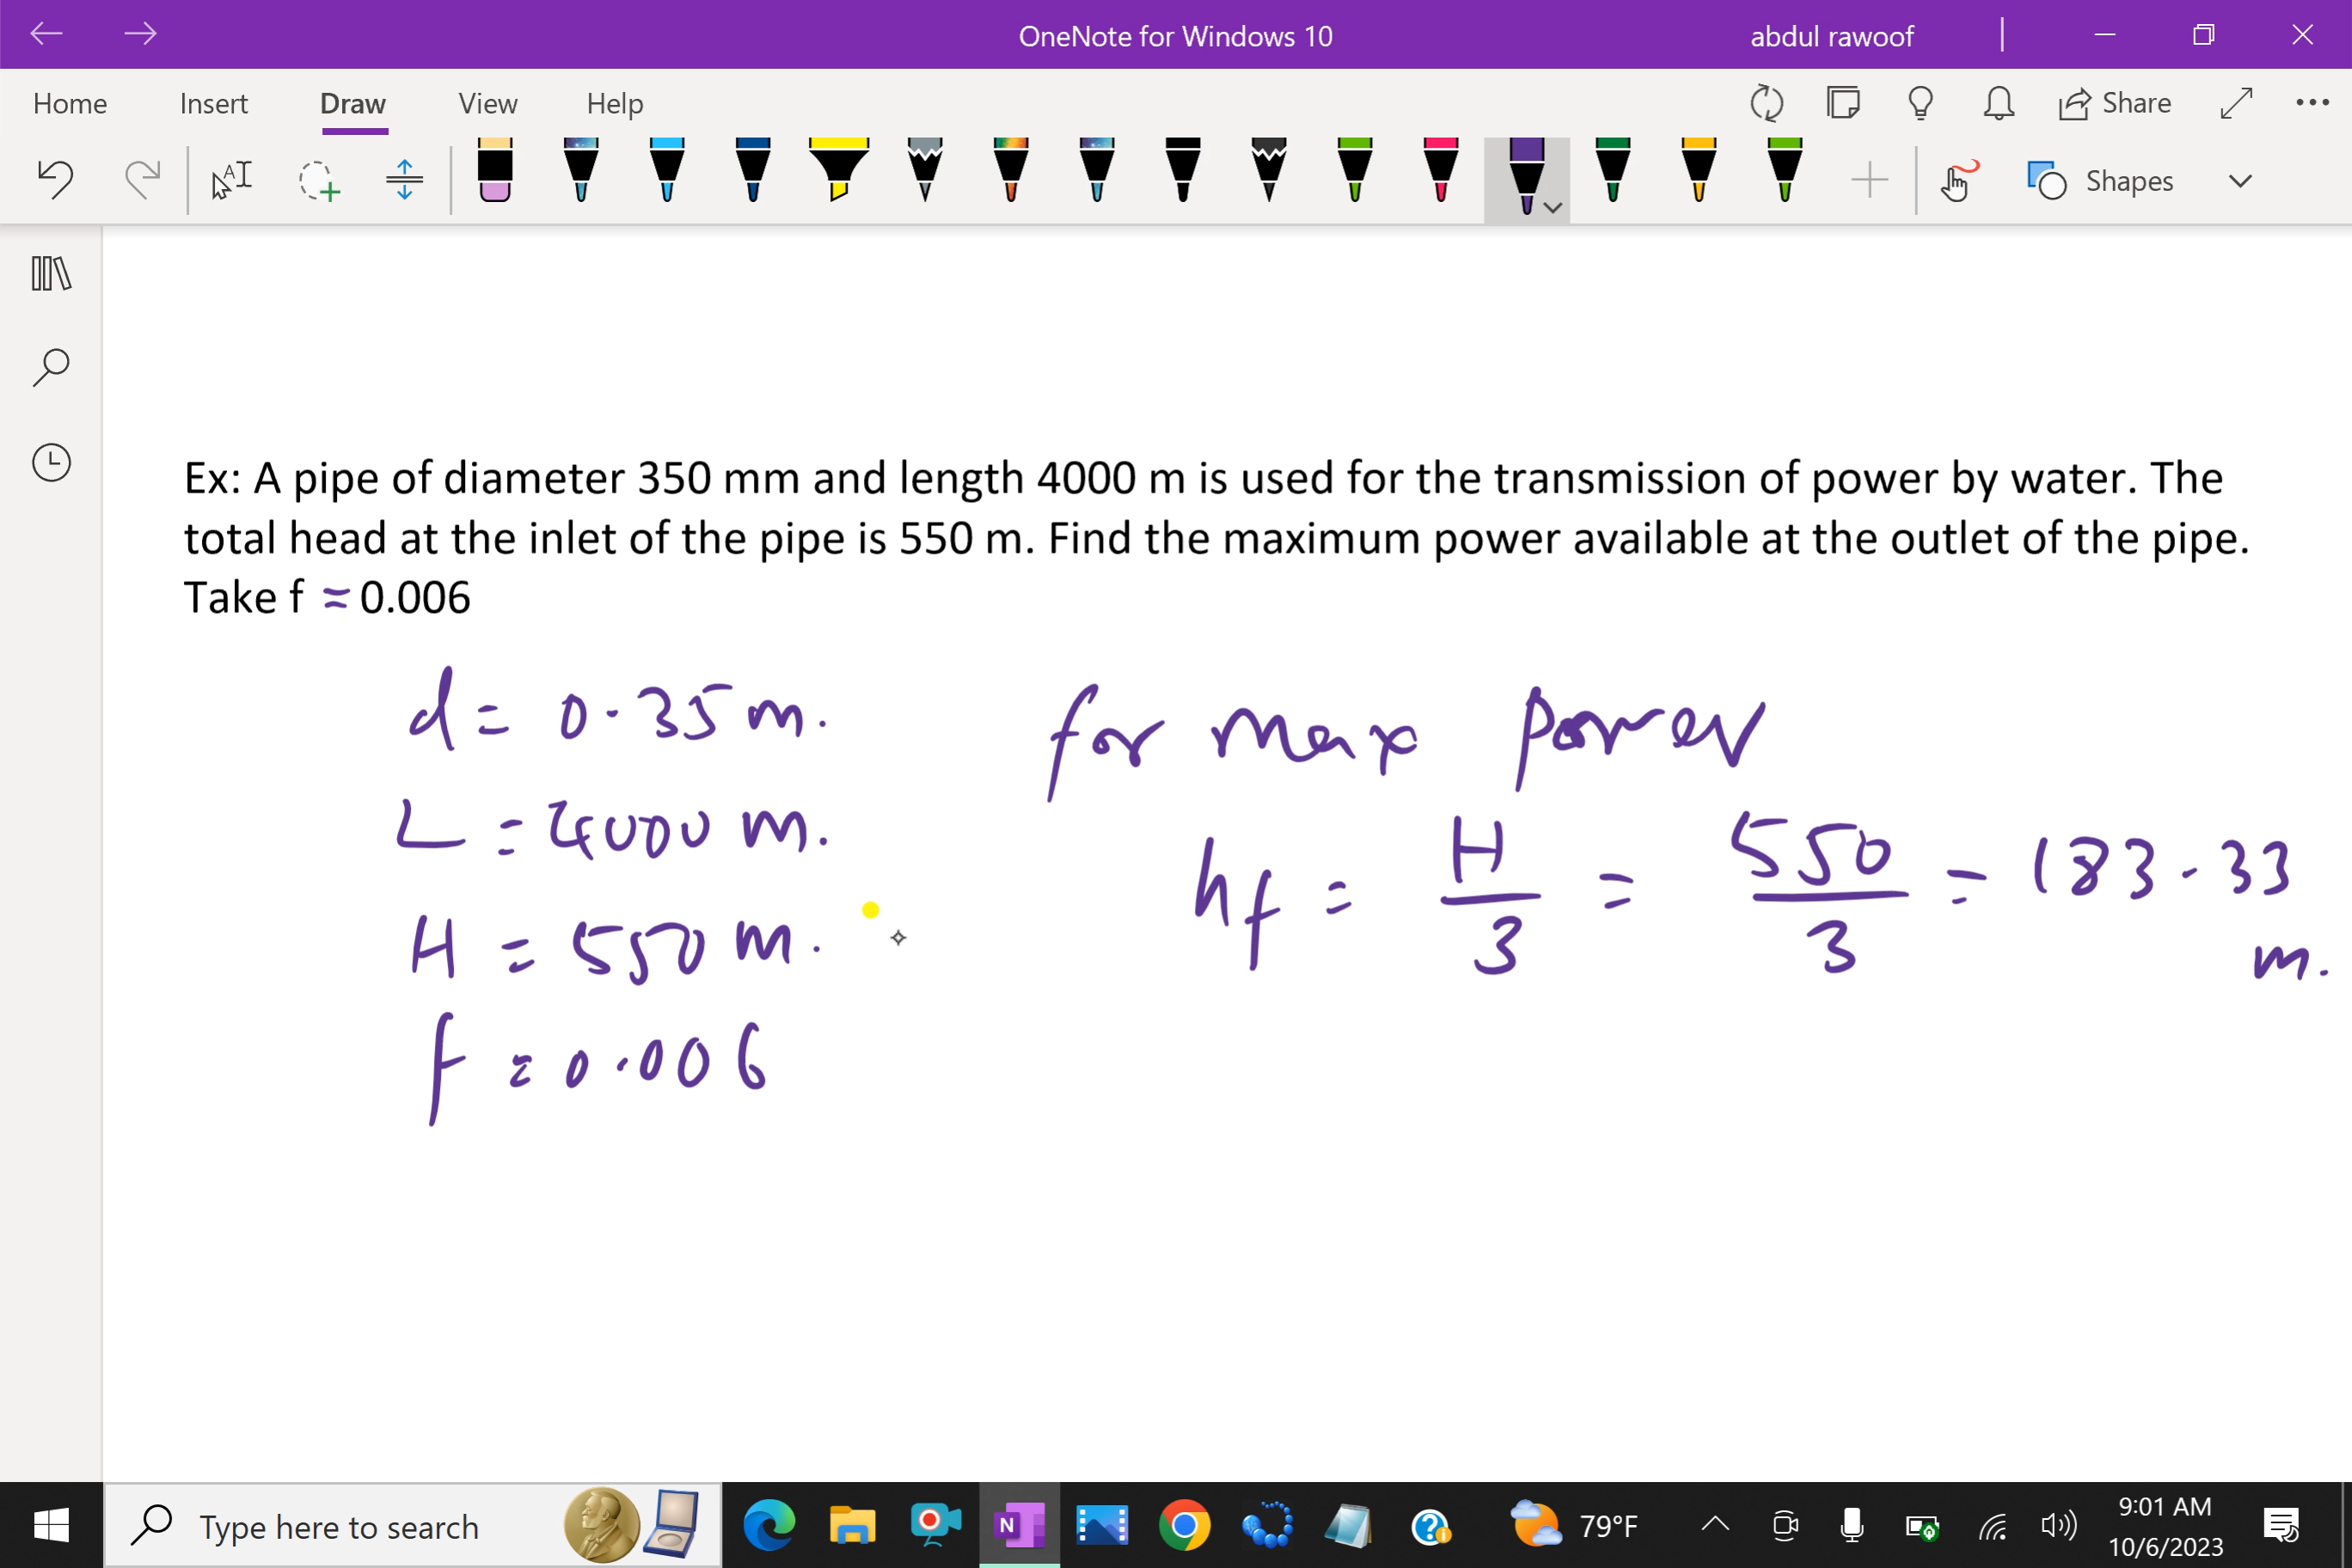 OneNote for Windows 10
abdul rawoof
Home Insert Draw View Help
Share
Shapes
Ex: A pipe of diameter 350 mm and length 4000 m is used for the transmission of power by water. The
total head at the inlet of the pipe is 550 m. Find the maximum power available at the outlet of the pipe.
Take f = 0.006
d = 0.35 m.
L = 4000 m.
H = 550 m.
f = 0.006
for max power
hf = H/3 = 550/3 = 183.33
m.
Type here to search
N
79°F
9:01 AM
10/6/2023